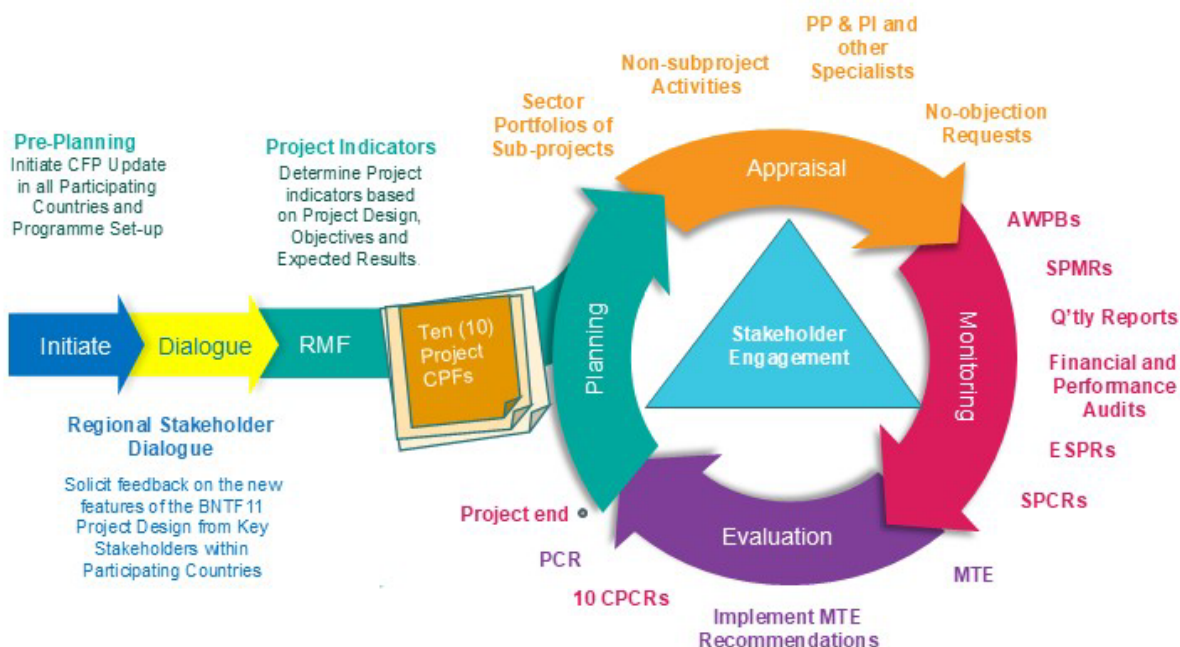 Pre-Planning
Initiate CFP Update
in all Participating
Countries and
Programme Set-up
Project Indicators
Determine Project
indicators based
on Project Design,
Objectives and
Expected Results.
Initiate
Dialogue
RMF
Ten (10)
Project
CPFs
Regional Stakeholder
Dialogue
Solicit feedback on the new
features of the BNTF11
Project Design from Key
Stakeholders within
Participating Countries
Sector
Portfolios of
Sub-projects
Non-subproject
Activities
PP & PI and
other
Specialists
No-objection
Requests
Planning
Appraisal
Monitoring
Evaluation
Stakeholder
Engagement
AWPBs
SPMRs
Q'tly Reports
Financial and
Performance
Audits
ESPRs
SPCRs
MTE
Implement MTE
Recommendations
10 CPCRs
PCR
Project end